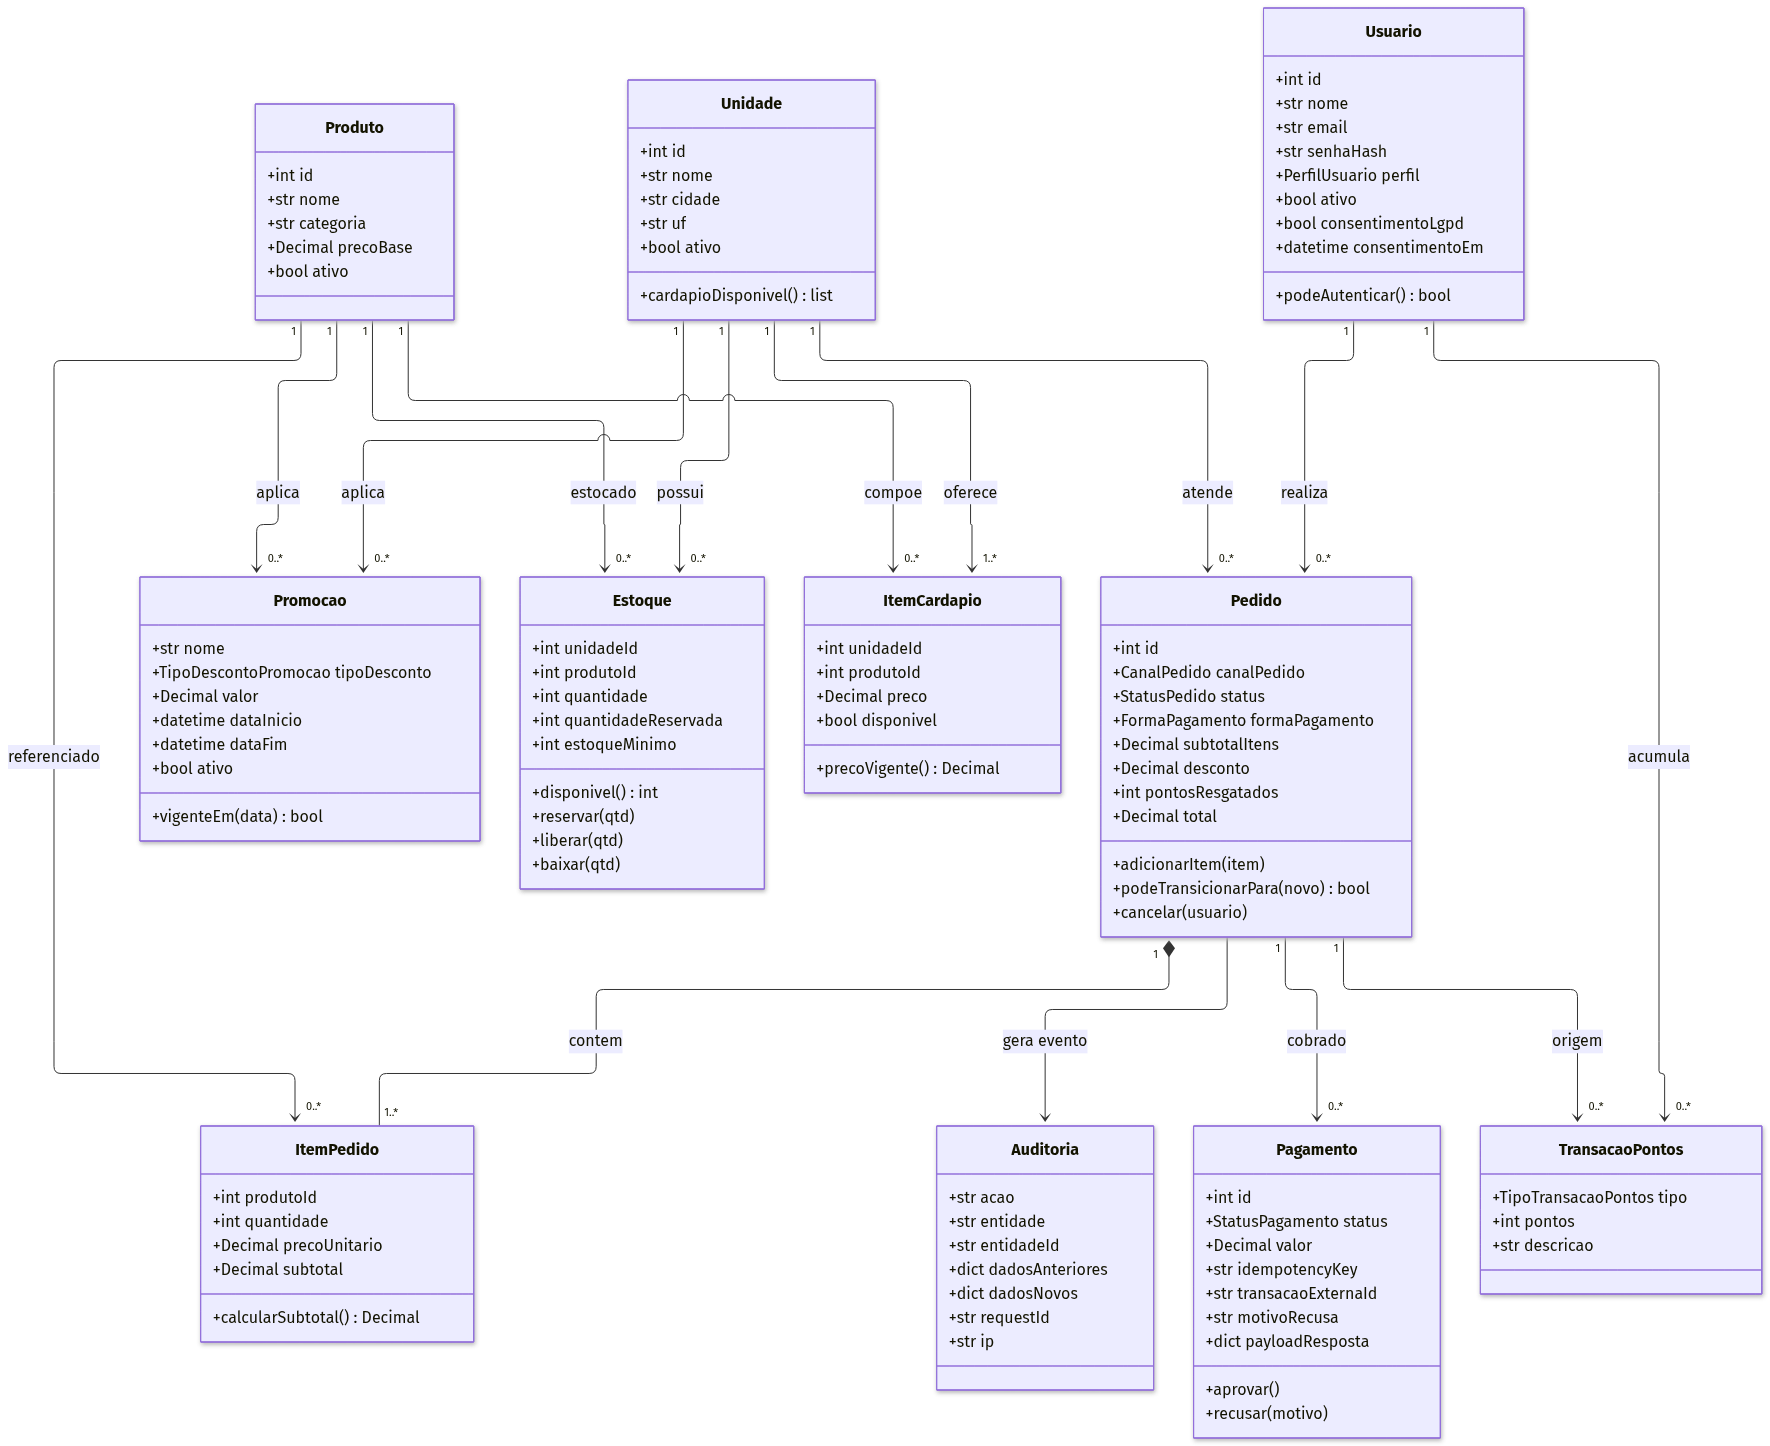 Usuario
+int id
+str nome
+str email
+str senhaHash
+PerfilUsuario perfil
+bool ativo
+bool consentimentoLgpd
+datetime consentimentoEm
+podeAutenticar() : bool
Unidade
+int id
+str nome
+str cidade
+str uf
+bool ativo
+cardapioDisponivel() : list
Produto
+int id
+str nome
+str categoria
+Decimal precoBase
+bool ativo
1 1 1 1 1 1 1 1 1 1
aplica aplica estocado possui compoe oferece atende realiza
0..* 0..* 0..* 0..* 0..* 1..* 0..* 0..*
Promocao
+str nome
+TipoDescontoPromocao tipoDesconto
+Decimal valor
+datetime dataInicio
+datetime dataFim
+bool ativo
+vigenteEm(data) : bool
Estoque
+int unidadeId
+int produtoId
+int quantidade
+int quantidadeReservada
+int estoqueMinimo
+disponivel() : int
+reservar(qtd)
+liberar(qtd)
+baixar(qtd)
ItemCardapio
+int unidadeId
+int produtoId
+Decimal preco
+bool disponivel
+precoVigente() : Decimal
Pedido
+int id
+CanalPedido canalPedido
+StatusPedido status
+FormaPagamento formaPagamento
+Decimal subtotalItens
+Decimal desconto
+int pontosResgatados
+Decimal total
+adicionarItem(item)
+podeTransicionarPara(novo) : bool
+cancelar(usuario)
referenciado
acumula
1 1 1
contem gera evento cobrado origem
0..* 1..* 0..* 0..* 0..*
ItemPedido
+int produtoId
+int quantidade
+Decimal precoUnitario
+Decimal subtotal
+calcularSubtotal() : Decimal
Auditoria
+str acao
+str entidade
+str entidadeId
+dict dadosAnteriores
+dict dadosNovos
+str requestId
+str ip
Pagamento
+int id
+StatusPagamento status
+Decimal valor
+str idempotencyKey
+str transacaoExternaId
+str motivoRecusa
+dict payloadResposta
+aprovar()
+recusar(motivo)
TransacaoPontos
+TipoTransacaoPontos tipo
+int pontos
+str descricao